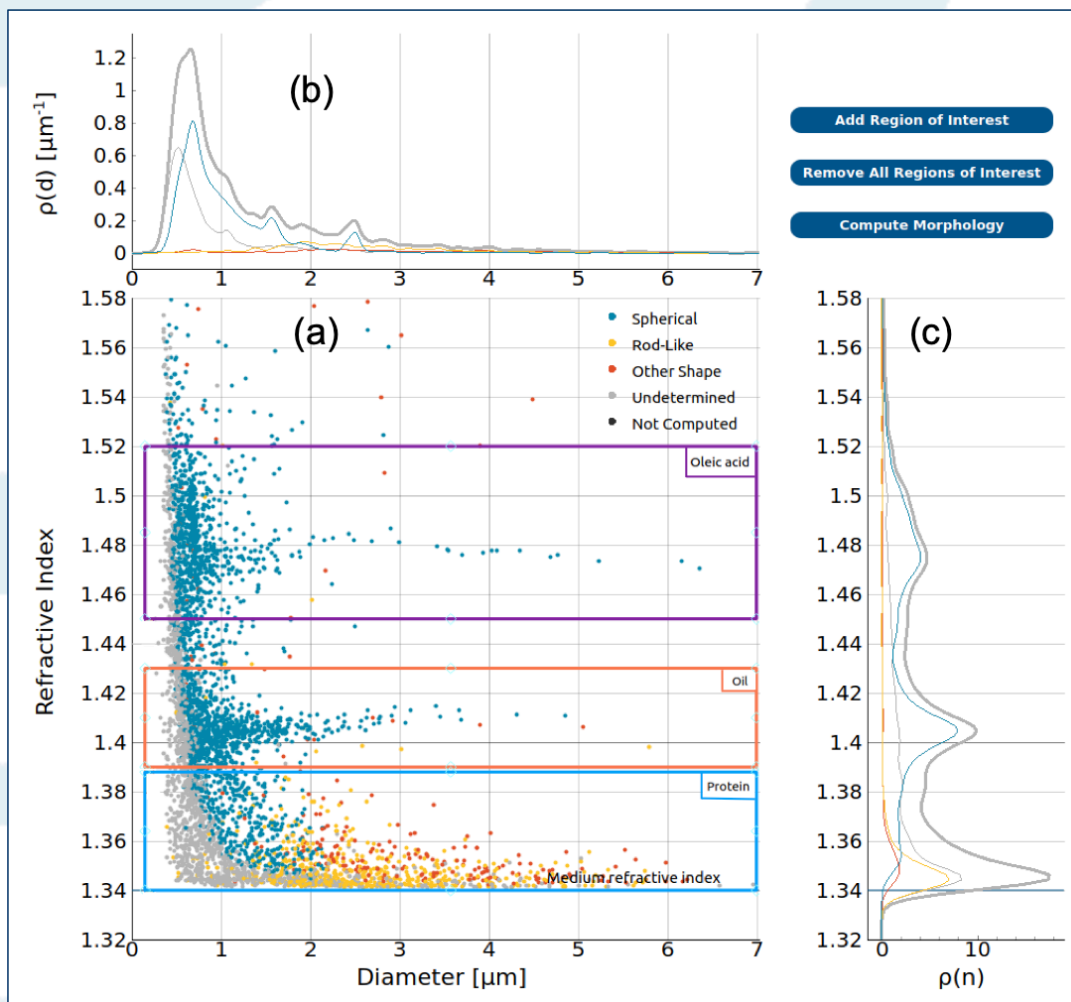 (b)
ρ(d) [µm⁻¹]
1.2
1
0.8
0.6
0.4
0.2
0
0 1 2 3 4 5 6 7
Add Region of Interest
Remove All Regions of Interest
Compute Morphology
(a)
Refractive Index
1.58
1.56
1.54
1.52
1.5
1.48
1.46
1.44
1.42
1.4
1.38
1.36
1.34
1.32
Spherical
Rod-Like
Other Shape
Undetermined
Not Computed
Oleic acid
Oil
Protein
Medium refractive index
0 1 2 3 4 5 6 7
Diameter [µm]
(c)
1.58
1.56
1.54
1.52
1.5
1.48
1.46
1.44
1.42
1.4
1.38
1.36
1.34
1.32
0 10
ρ(n)